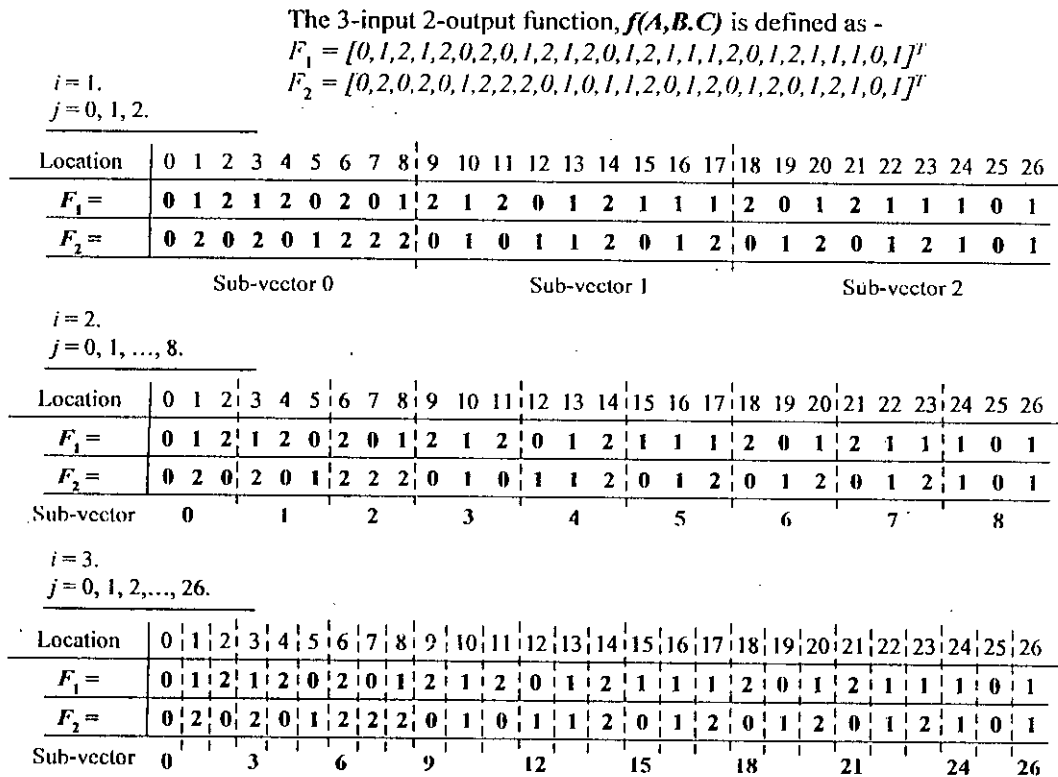 The 3-input 2-output function, f(A,B.C) is defined as -
F1 = [0,1,2,1,2,0,2,0,1,2,1,2,0,1,2,1,1,1,2,0,1,2,1,1,1,0,1]T
F2 = [0,2,0,2,0,1,2,2,2,0,1,0,1,1,2,0,1,2,0,1,2,0,1,2,1,0,1]T
i = 1.
j = 0, 1, 2.
Location 0 1 2 3 4 5 6 7 8 9 10 11 12 13 14 15 16 17 18 19 20 21 22 23 24 25 26
F1 = 0 1 2 1 2 0 2 0 1 2 1 2 0 1 2 1 1 1 2 0 1 2 1 1 1 0 1
F2 = 0 2 0 2 0 1 2 2 2 0 1 0 1 1 2 0 1 2 0 1 2 0 1 2 1 0 1
Sub-vector 0 Sub-vector 1 Sub-vector 2
i = 2.
j = 0, 1, ..., 8.
Location 0 1 2 3 4 5 6 7 8 9 10 11 12 13 14 15 16 17 18 19 20 21 22 23 24 25 26
F1 = 0 1 2 1 2 0 2 0 1 2 1 2 0 1 2 1 1 1 2 0 1 2 1 1 1 0 1
F2 = 0 2 0 2 0 1 2 2 2 0 1 0 1 1 2 0 1 2 0 1 2 0 1 2 1 0 1
Sub-vector 0 1 2 3 4 5 6 7 8
i = 3.
j = 0, 1, 2,..., 26.
Location 0 1 2 3 4 5 6 7 8 9 10 11 12 13 14 15 16 17 18 19 20 21 22 23 24 25 26
F1 = 0 1 2 1 2 0 2 0 1 2 1 2 0 1 2 1 1 1 2 0 1 2 1 1 1 0 1
F2 = 0 2 0 2 0 1 2 2 2 0 1 0 1 1 2 0 1 2 0 1 2 0 1 2 1 0 1
Sub-vector 0 3 6 9 12 15 18 21 24 26